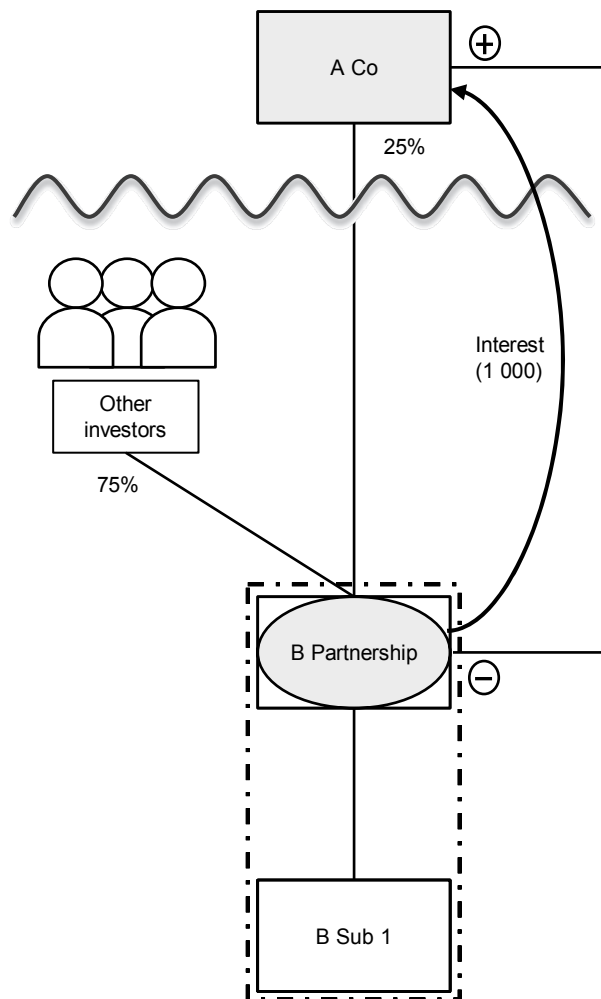 A Co
+
25%
Other
investors
75%
Interest
(1 000)
B Partnership
−
B Sub 1